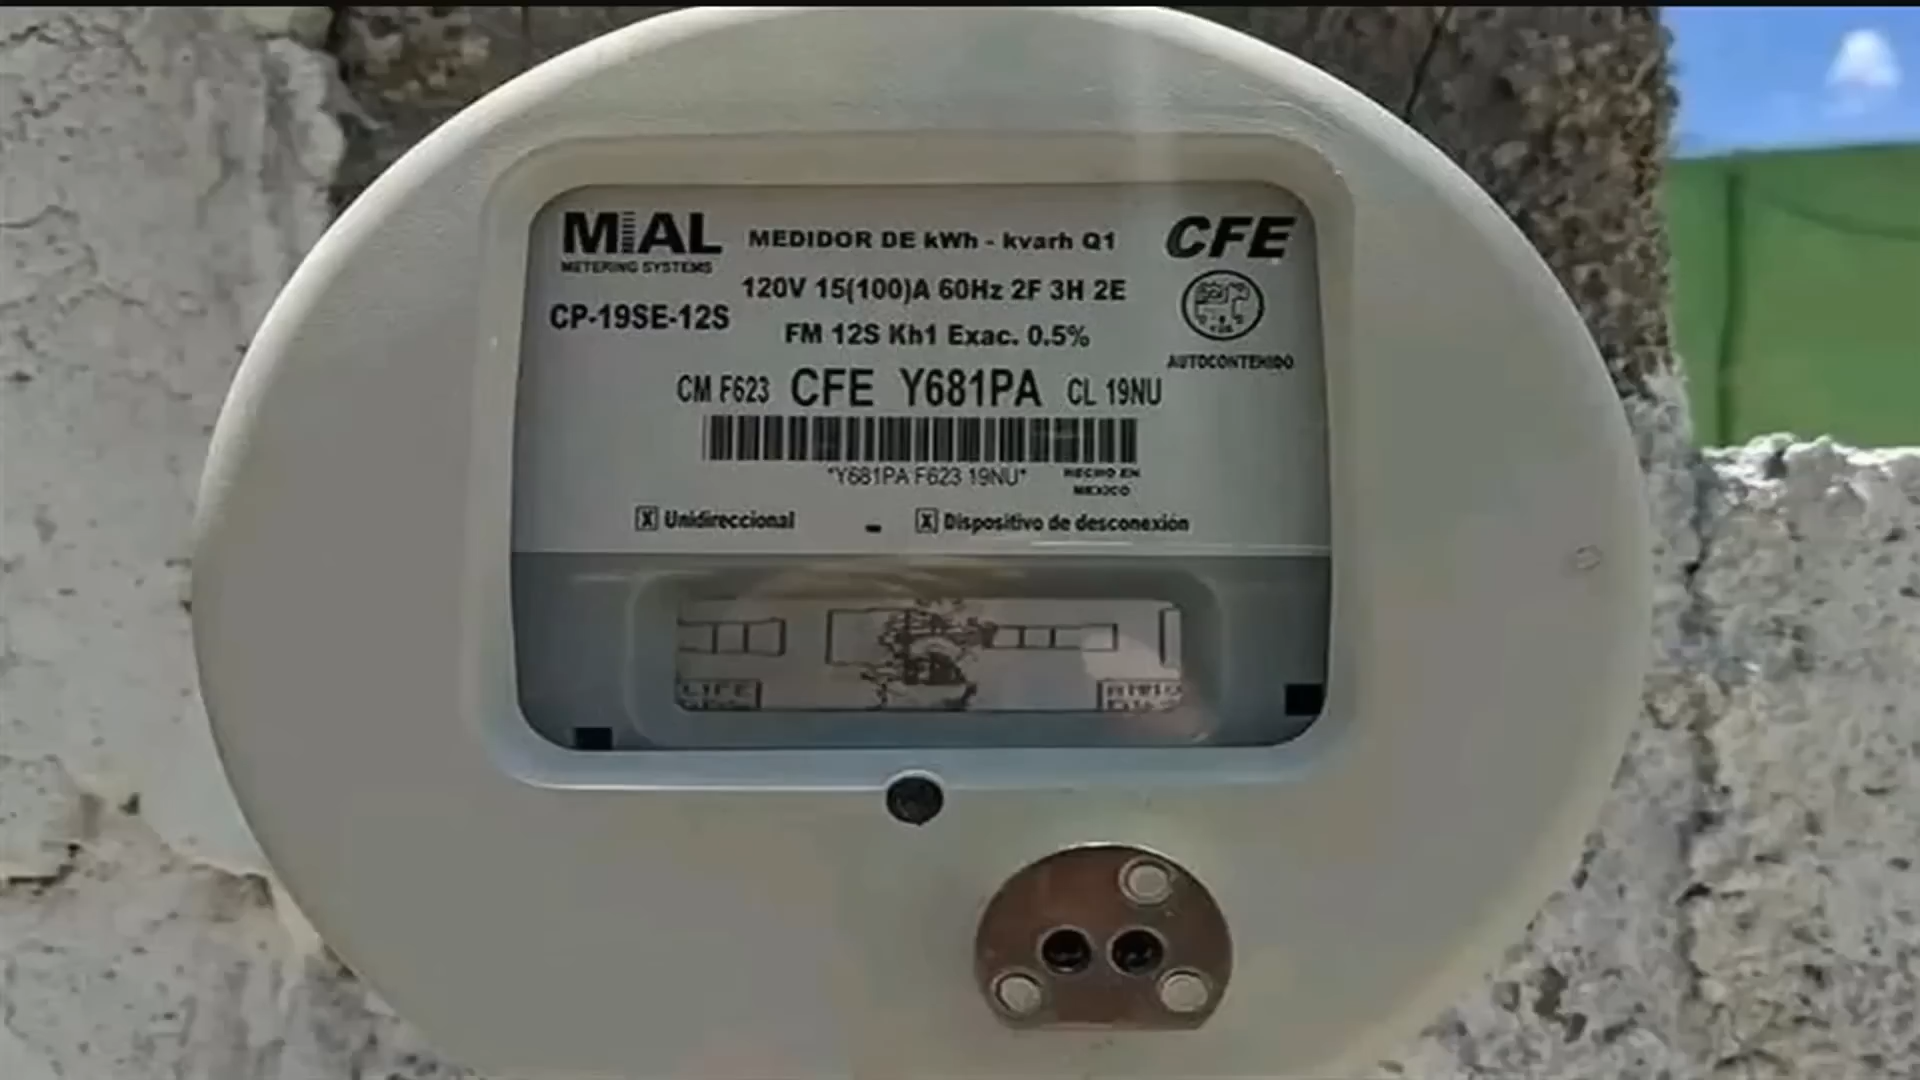 MIAL MEDIDOR DE kWh - kvarh Q1 CFE
METERING SYSTEMS
120V 15(100)A 60Hz 2F 3H 2E
CP-19SE-12S
FM 12S Kh1 Exac. 0.5%
AUTOCONTENIDO
CM F623 CFE Y681PA CL 19NU
*Y681PA F623 19NU* HECHO EN
MEXICO
X Unidireccional - X Dispositivo de desconexión